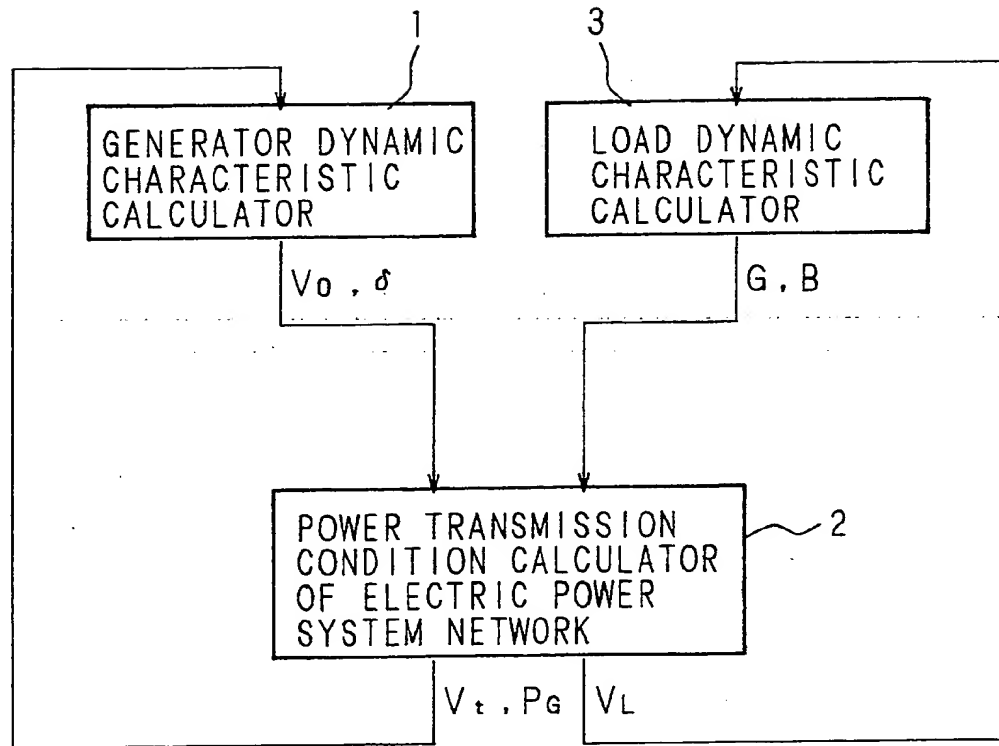 1
3
GENERATOR DYNAMIC
CHARACTERISTIC
CALCULATOR
LOAD DYNAMIC
CHARACTERISTIC
CALCULATOR
V0, δ
G, B
POWER TRANSMISSION
CONDITION CALCULATOR
OF ELECTRIC POWER
SYSTEM NETWORK
2
Vt, PG
VL